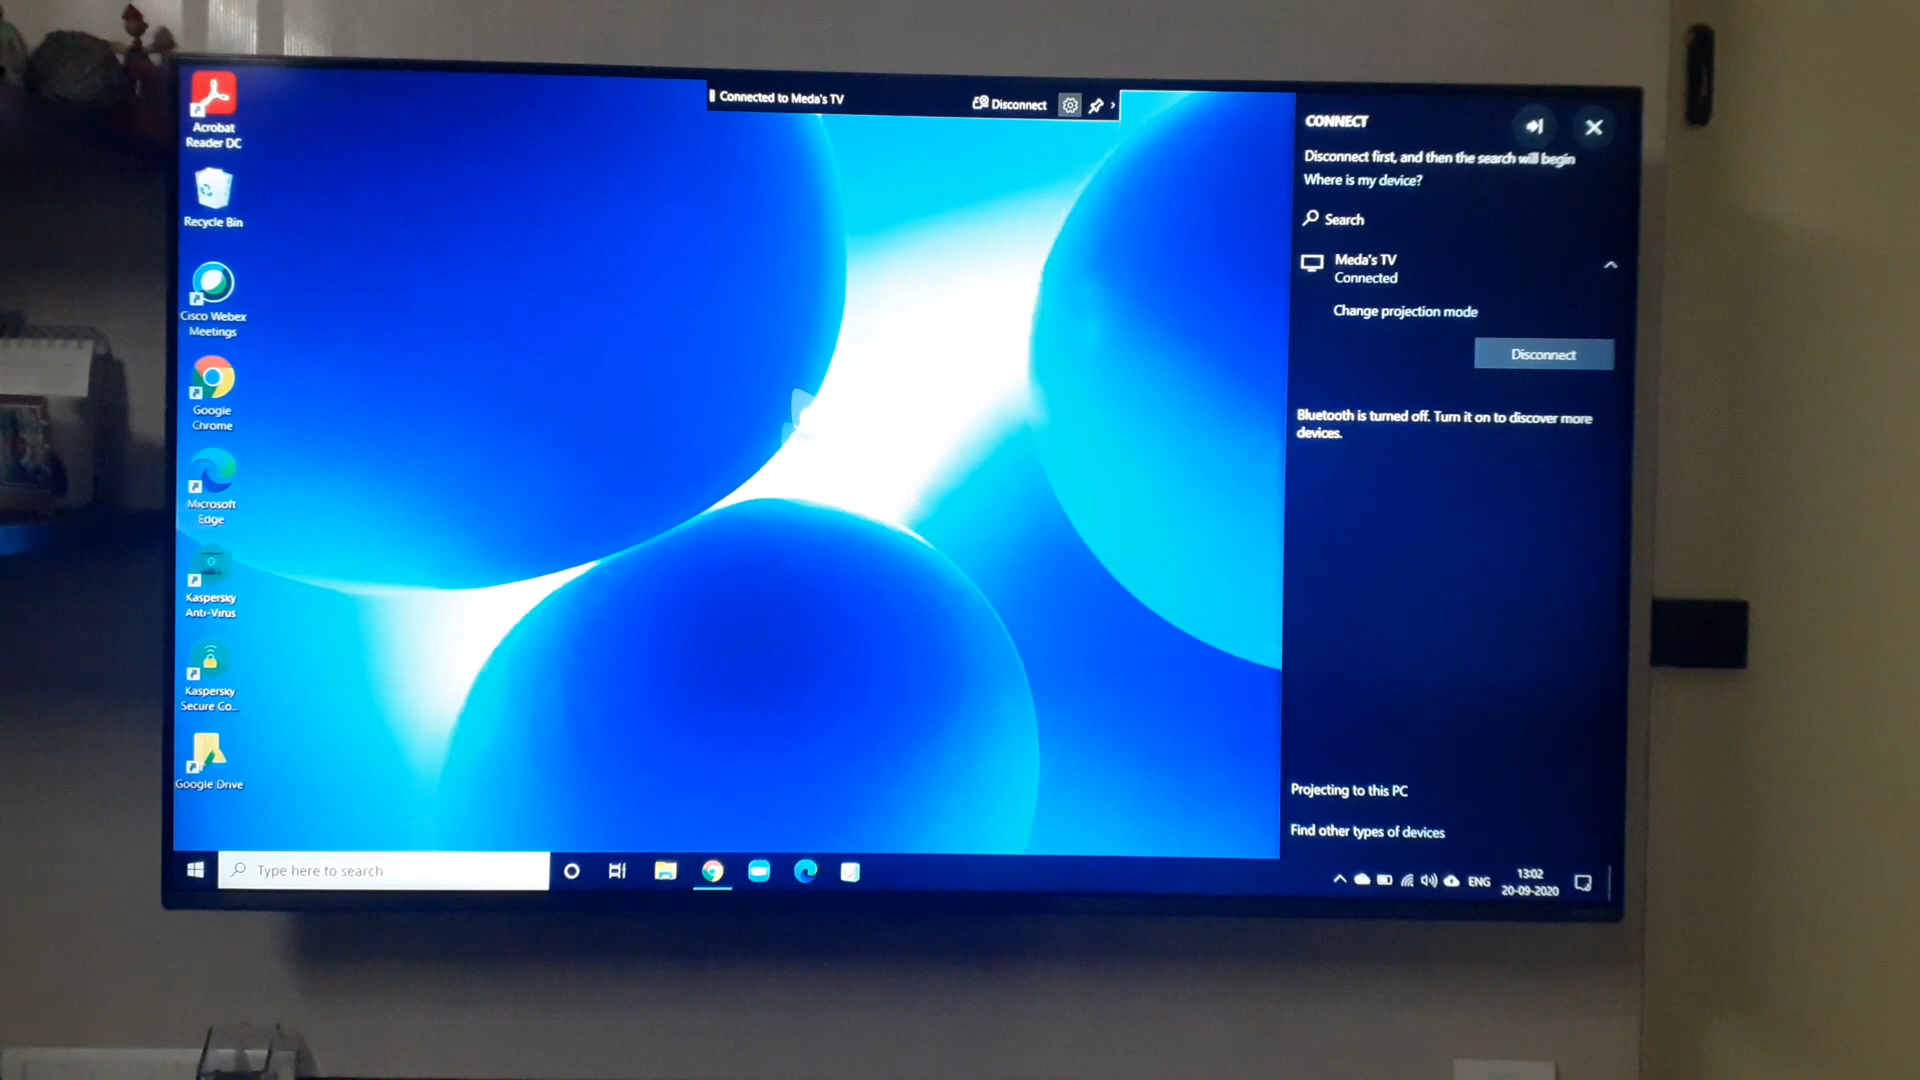 Acrobat
Reader DC
Recycle Bin
Cisco Webex
Meetings
Google
Chrome
Microsoft
Edge
Kaspersky
Anti-Virus
Kaspersky
Secure Co...
Google Drive
Connected to Meda's TV
Disconnect
CONNECT
Disconnect first, and then the search will begin
Where is my device?
Search
Meda's TV
Connected
Change projection mode
Disconnect
Bluetooth is turned off. Turn it on to discover more
devices.
Projecting to this PC
Find other types of devices
Type here to search
ENG
13:02
20-09-2020